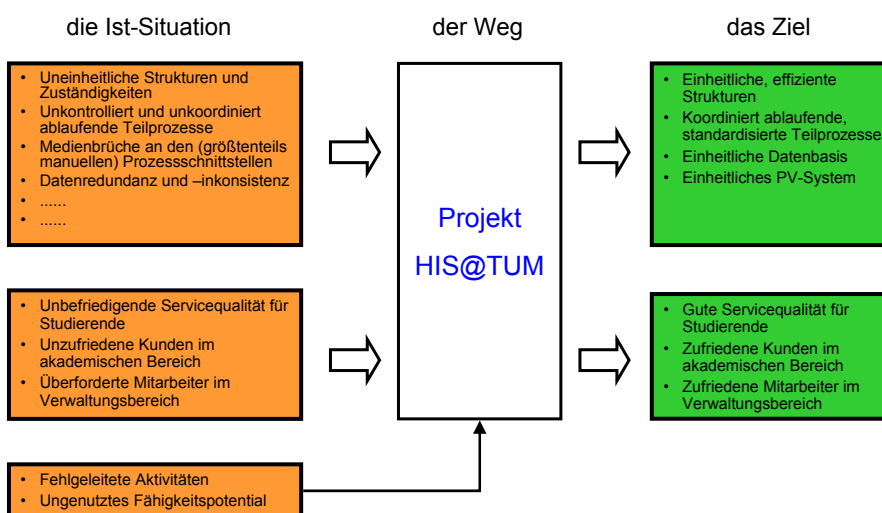 die Ist-Situation
der Weg
das Ziel
• Uneinheitliche Strukturen und
Zuständigkeiten
• Unkontrolliert und unkoordiniert
ablaufende Teilprozesse
• Medienbrüche an den (größtenteils
manuellen) Prozessschnittstellen
• Datenredundanz und –inkonsistenz
• ......
• ......
Projekt
HIS@TUM
• Einheitliche, effiziente
Strukturen
• Koordiniert ablaufende,
standardisierte Teilprozesse
• Einheitliche Datenbasis
• Einheitliches PV-System
• Unbefriedigende Servicequalität für
Studierende
• Unzufriedene Kunden im
akademischen Bereich
• Überforderte Mitarbeiter im
Verwaltungsbereich
• Gute Servicequalität für
Studierende
• Zufriedene Kunden im
akademischen Bereich
• Zufriedene Mitarbeiter im
Verwaltungsbereich
• Fehlgeleitete Aktivitäten
• Ungenutztes Fähigkeitspotential